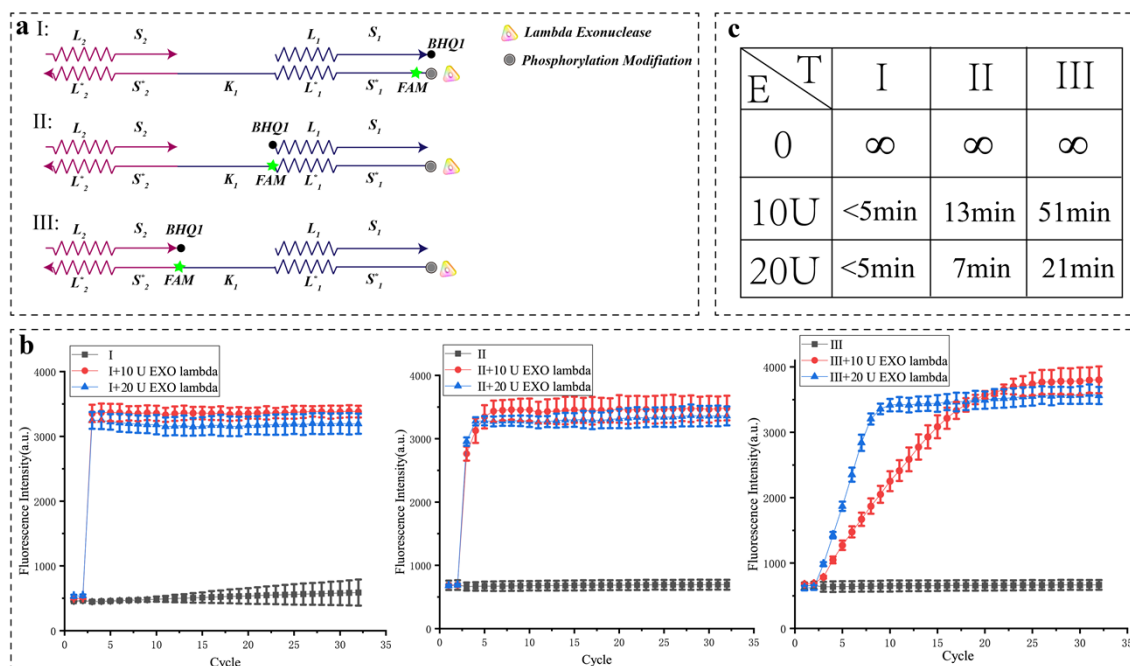 a
I:
L2 S2 L1 S1 BHQ1
L*2 S*2 K1 L*1 S*1 FAM
Lambda Exonuclease
Phosphorylation Modifiation
II:
L2 S2 BHQ1 L1 S1
L*2 S*2 K1 FAM L*1 S*1
III:
L2 S2 BHQ1 L1 S1
L*2 S*2 FAM K1 L*1 S*1
c
E T I II III
0 ∞ ∞ ∞
10U <5min 13min 51min
20U <5min 7min 21min
b
I
I+10 U EXO lambda
I+20 U EXO lambda
Fluorescence Intensity(a.u.)
4000
3000
2000
1000
0
0 5 10 15 20 25 30 35
Cycle
II
II+10 U EXO lambda
II+20 U EXO lambda
Fluorescence Intensity(a.u.)
4000
3000
2000
1000
0
0 5 10 15 20 25 30 35
Cycle
III
III+10 U EXO lambda
III+20 U EXO lambda
Fluorescence Intensity(a.u.)
4000
3000
2000
1000
0
0 5 10 15 20 25 30 35
Cycle